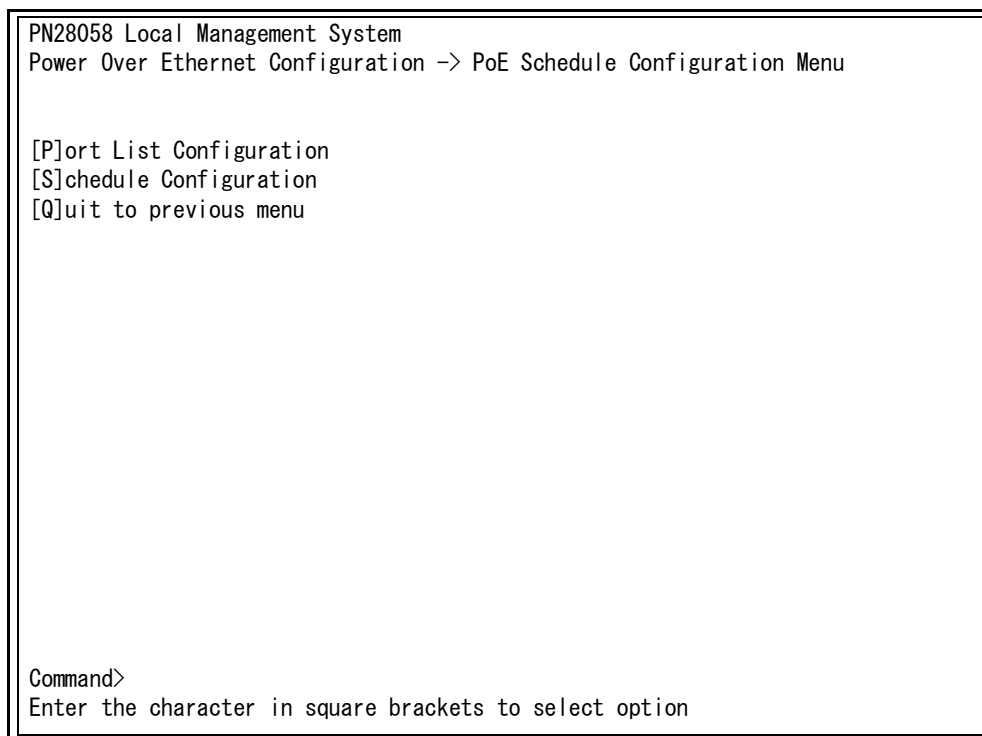 PN28058 Local Management System
Power Over Ethernet Configuration -> PoE Schedule Configuration Menu
[P]ort List Configuration
[S]chedule Configuration
[Q]uit to previous menu
Command>
Enter the character in square brackets to select option